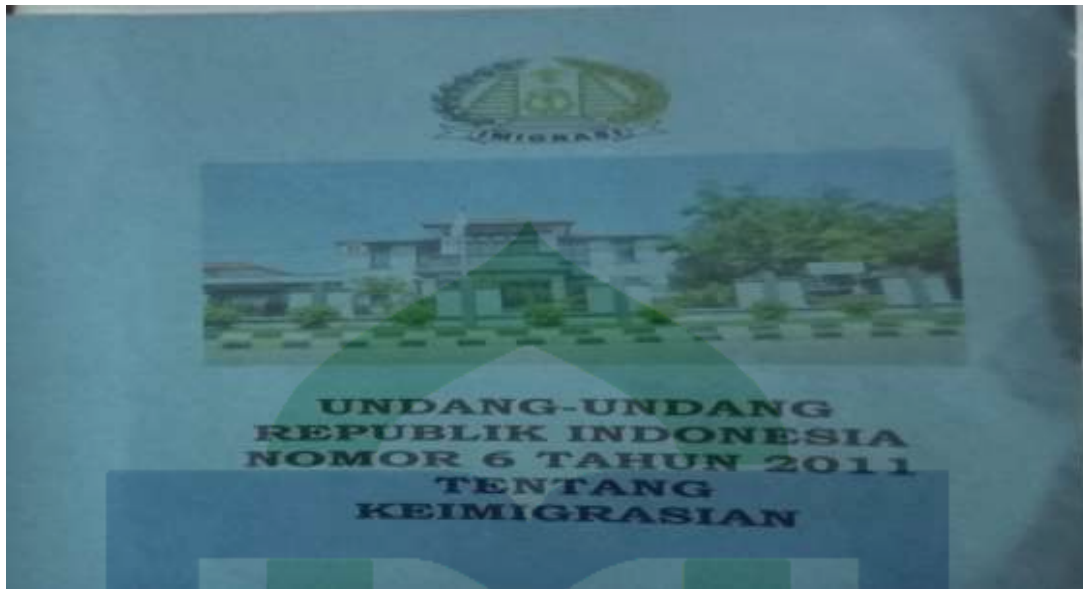 IMIGRASI
UNDANG-UNDANG
REPUBLIK INDONESIA
NOMOR 6 TAHUN 2011
TENTANG
KEIMIGRASIAN